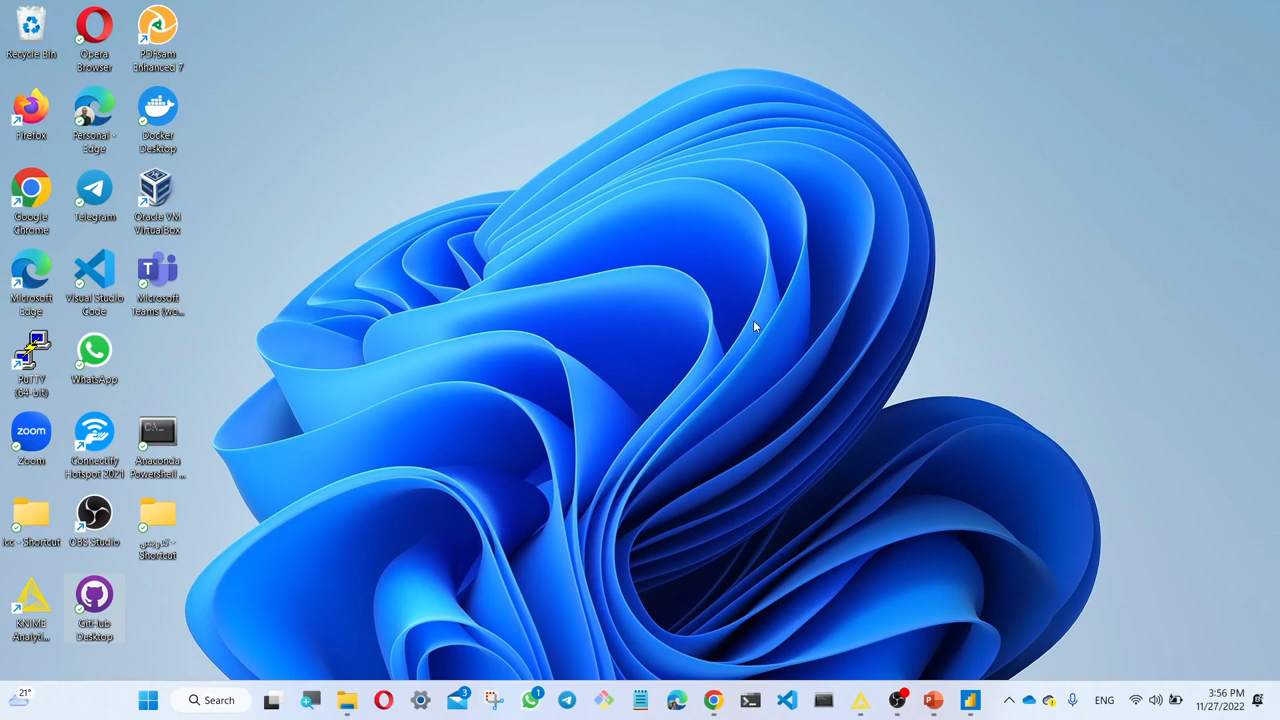 Recycle Bin
Opera
Browser
PDFsam
Enhanced 7
Firefox
Personal -
Edge
Docker
Desktop
Google
Chrome
Telegram
Oracle VM
VirtualBox
Microsoft
Edge
Visual Studio
Code
Microsoft
Teams (wo...
PuTTY
(64-bit)
WhatsApp
zoom
Zoom
Connectify
Hotspot 2021
C:\_
Anaconda
Powershell ...
icc - Shortcut
OBS Studio
Shortcut
KNIME
Analyti...
GitHub
Desktop
21°
Search
3
1
ENG
3:56 PM
11/27/2022